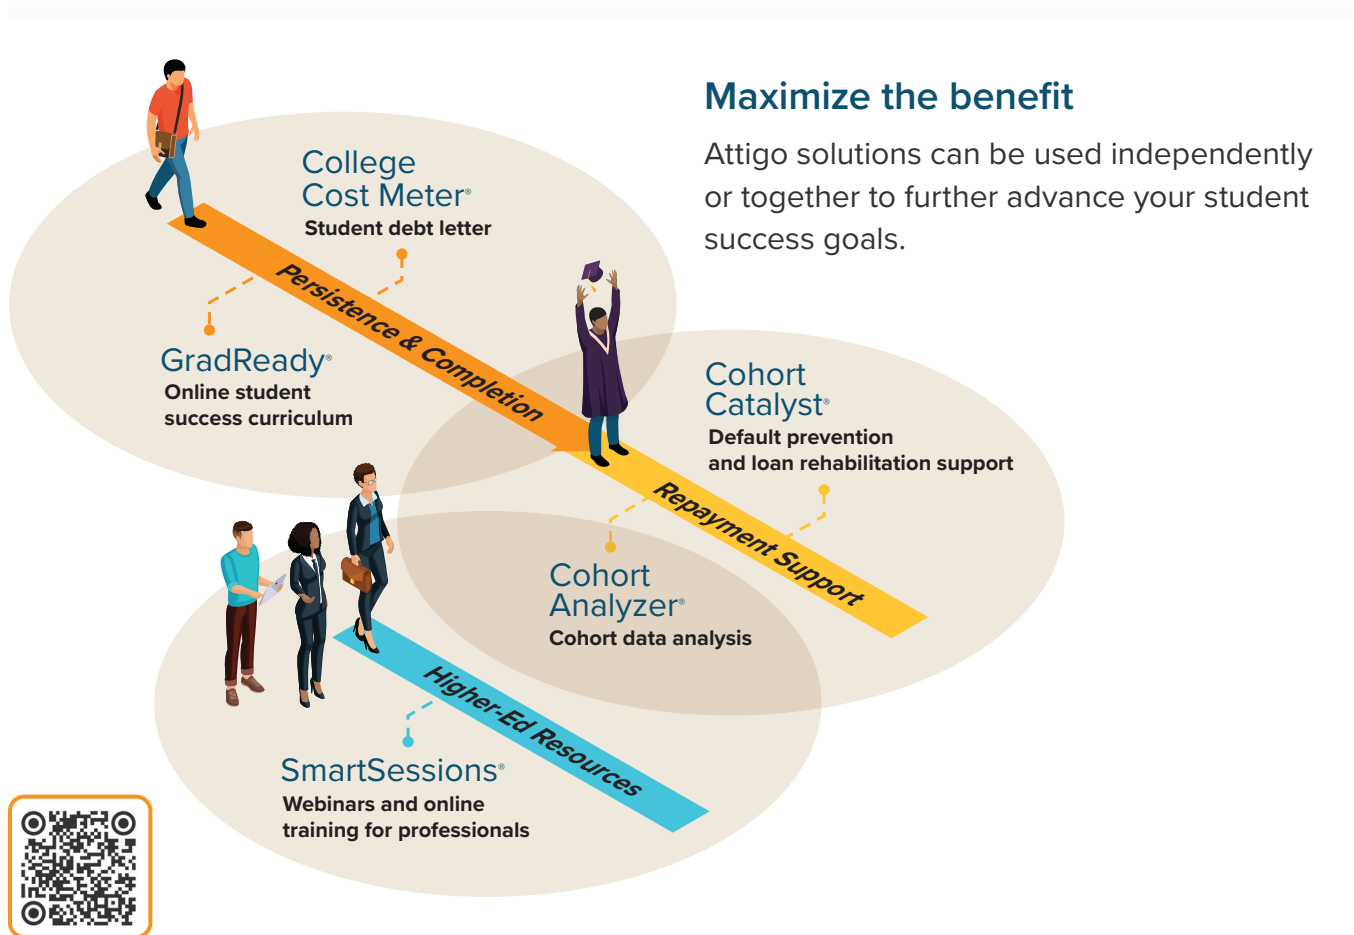 Maximize the benefit
Attigo solutions can be used independently
or together to further advance your student
success goals.
College
Cost Meter®
Student debt letter
Persistence & Completion
GradReady®
Online student
success curriculum
Cohort
Catalyst®
Default prevention
and loan rehabilitation support
Repayment Support
Cohort
Analyzer®
Cohort data analysis
Higher-Ed Resources
SmartSessions®
Webinars and online
training for professionals